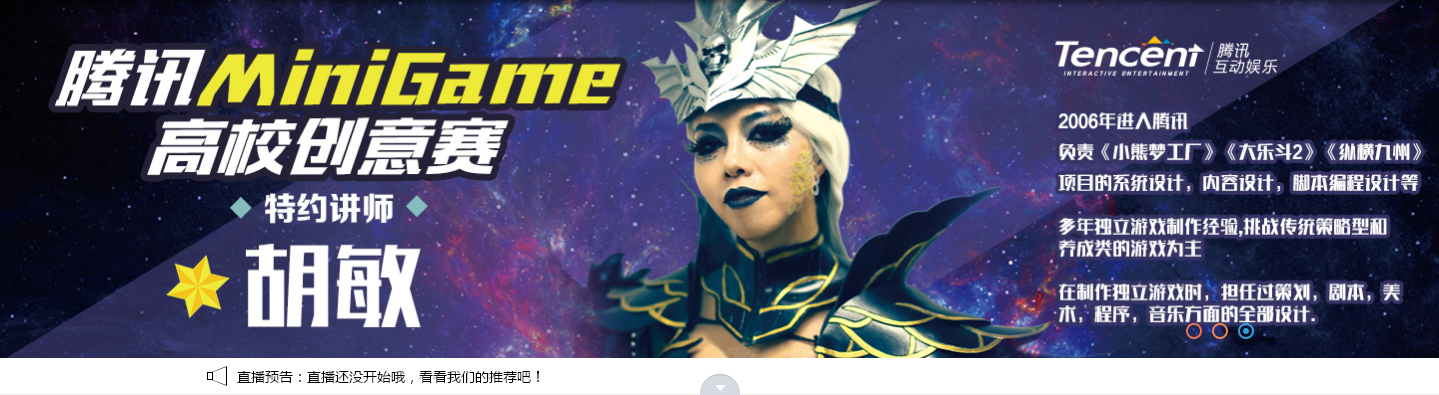 腾讯MiniGame
高校创意赛
特约讲师
胡敏
Tencent 腾讯
INTERACTIVE ENTERTAINMENT 互动娱乐
2006年进入腾讯
负责《小熊梦工厂》《大乐斗2》《纵横九州》
项目的系统设计，内容设计，脚本编程设计等
多年独立游戏制作经验,挑战传统策略型和
养成类的游戏为主
在制作独立游戏时，担任过策划，剧本，美
术，程序，音乐方面的全部设计.
直播预告：直播还没开始哦，看看我们的推荐吧！